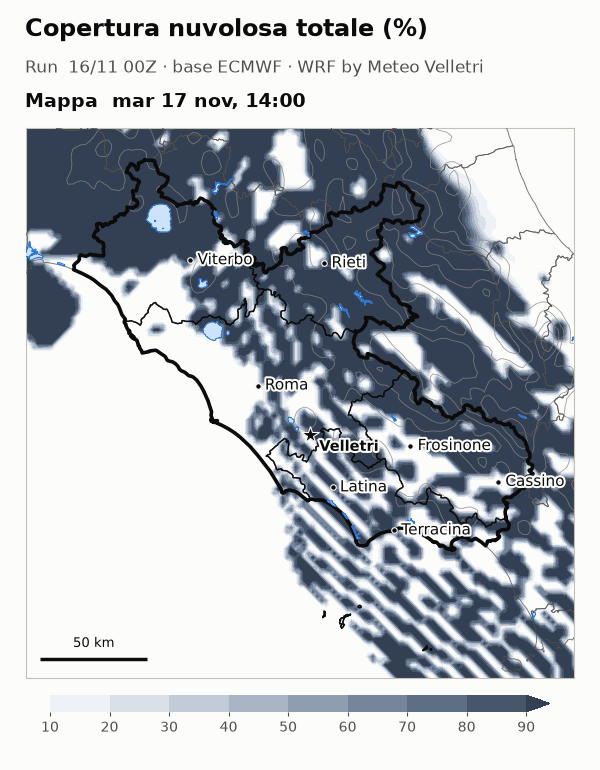 Copertura nuvolosa totale (%)
Run 16/11 00Z · base ECMWF · WRF by Meteo Velletri
Mappa mar 17 nov, 14:00
Viterbo
Rieti
Roma
Velletri
Frosinone
Cassino
Latina
Terracina
50 km
10 20 30 40 50 60 70 80 90